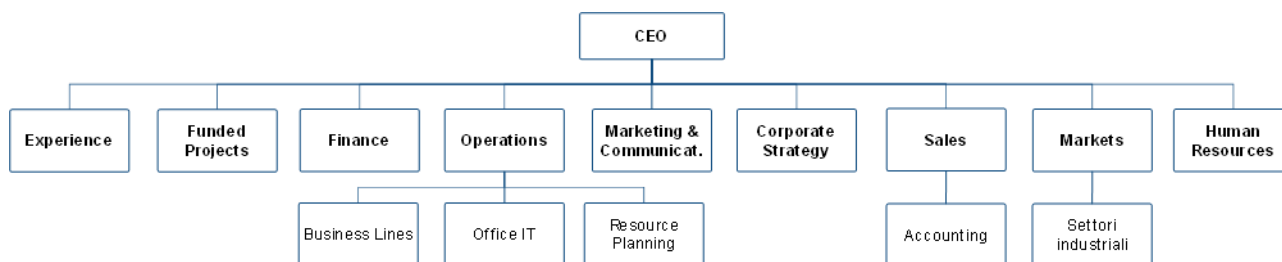 CEO
Experience
Funded
Projects
Finance
Operations
Marketing &
Communicat.
Corporate
Strategy
Sales
Markets
Human
Resources
Business Lines
Office IT
Resource
Planning
Accounting
Settori
industriali